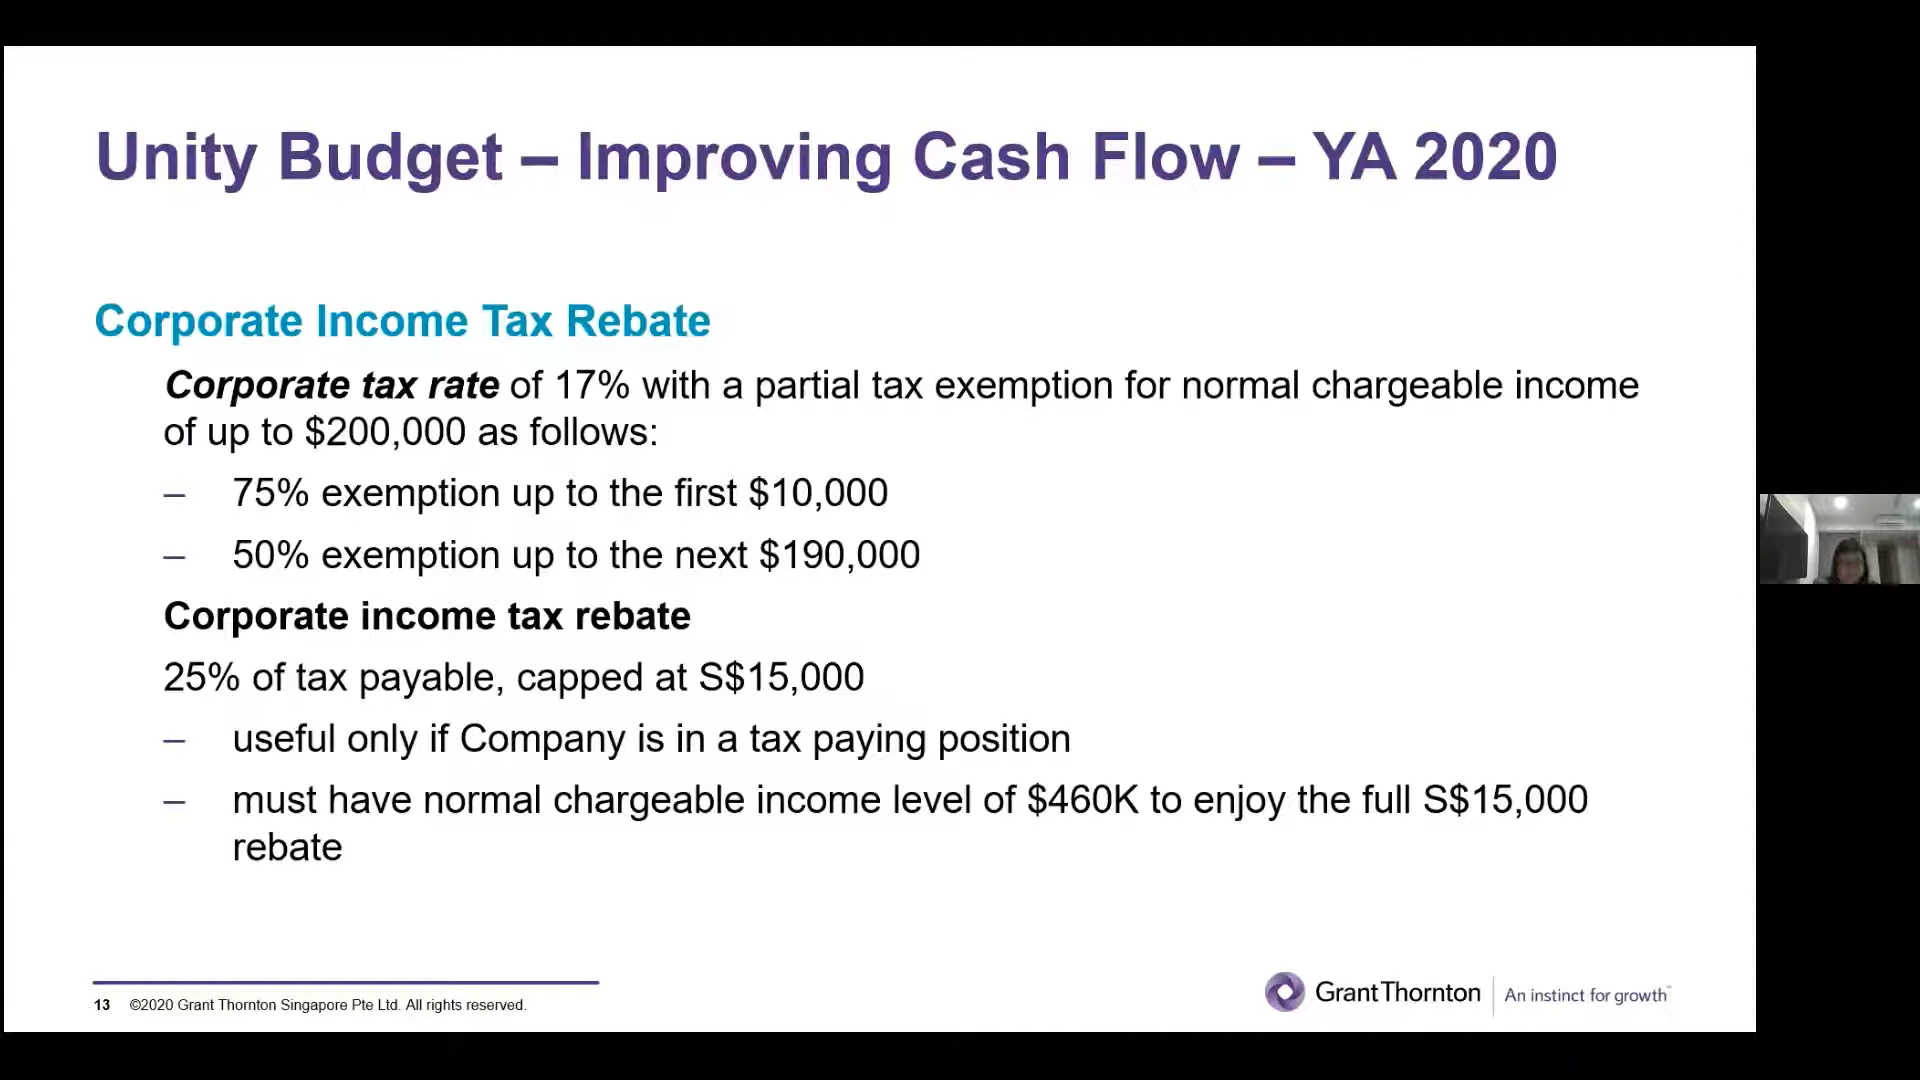 Unity Budget – Improving Cash Flow – YA 2020
Corporate Income Tax Rebate
Corporate tax rate of 17% with a partial tax exemption for normal chargeable income
of up to $200,000 as follows:
– 75% exemption up to the first $10,000
– 50% exemption up to the next $190,000
Corporate income tax rebate
25% of tax payable, capped at S$15,000
– useful only if Company is in a tax paying position
– must have normal chargeable income level of $460K to enjoy the full S$15,000
rebate
13 ©2020 Grant Thornton Singapore Pte Ltd. All rights reserved.
Grant Thornton An instinct for growth™